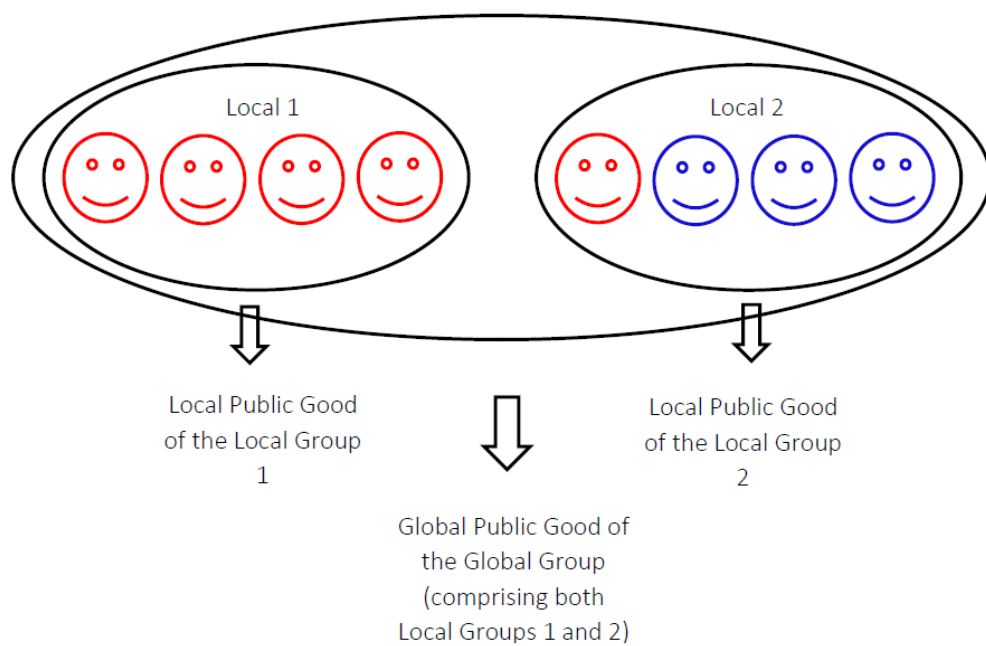 Local 1
Local 2
Local Public Good
of the Local Group
1
Local Public Good
of the Local Group
2
Global Public Good of
the Global Group
(comprising both
Local Groups 1 and 2)